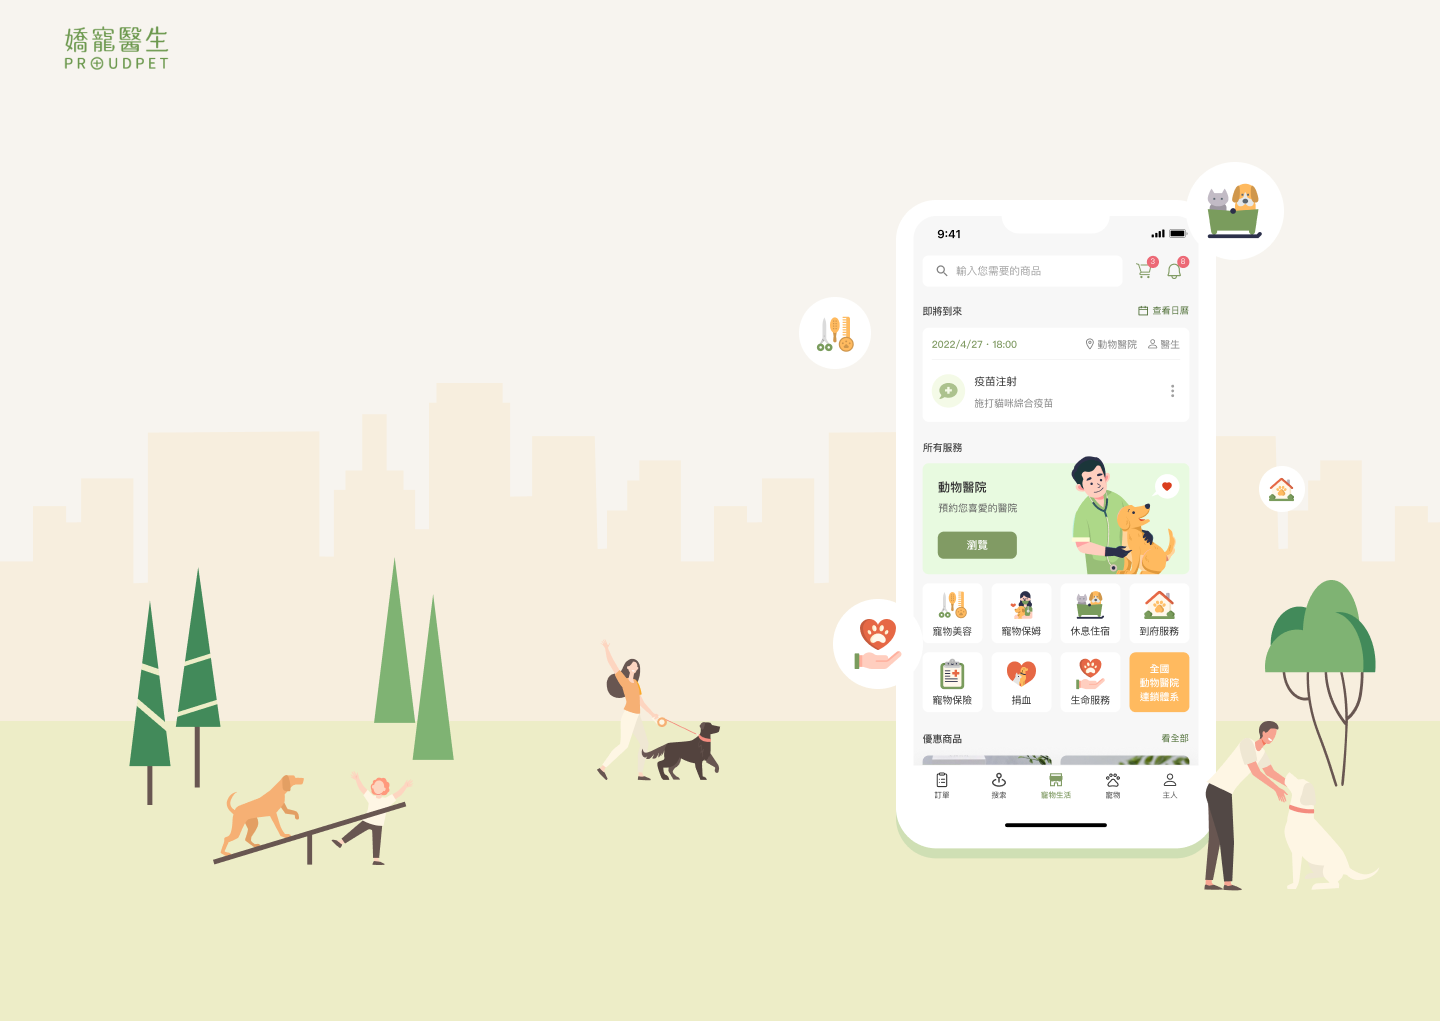 嬌寵醫生
PROUDPET
9:41
輸入您需要的商品
3
8
即將到來
查看日曆
2022/4/27・18:00
動物醫院
醫生
疫苗注射
施打貓咪綜合疫苗
所有服務
動物醫院
預約您喜愛的醫院
瀏覽
寵物美容
寵物保姆
休息住宿
到府服務
寵物保險
捐血
生命服務
全國
動物醫院
連鎖體系
優惠商品
看全部
訂單
搜索
寵物生活
寵物
主人